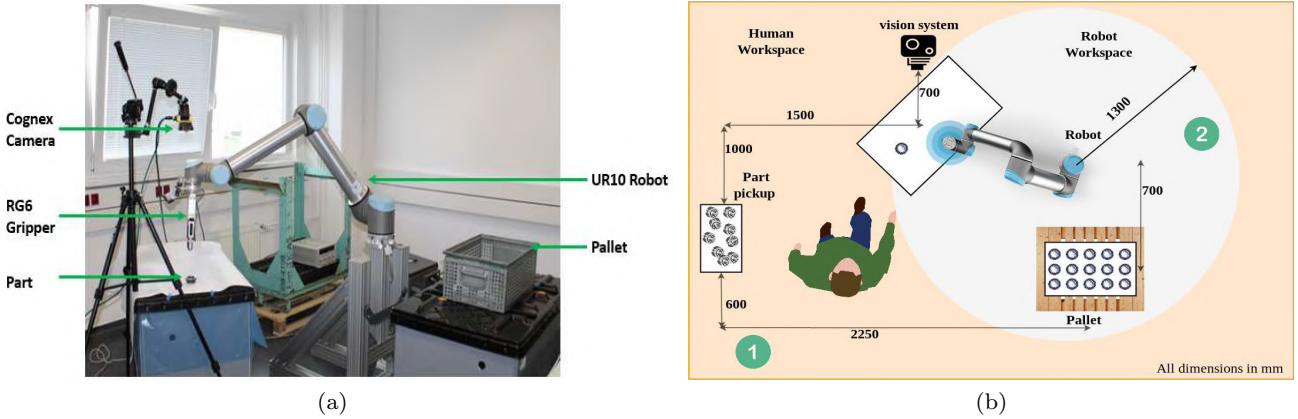 Cognex
Camera
RG6
Gripper
Part
UR10 Robot
Pallet
(a)
Human
Workspace
vision system
Robot
Workspace
700
1300
1500
2
1000
Robot
Part
pickup
700
600
Pallet
2250
1
All dimensions in mm
(b)